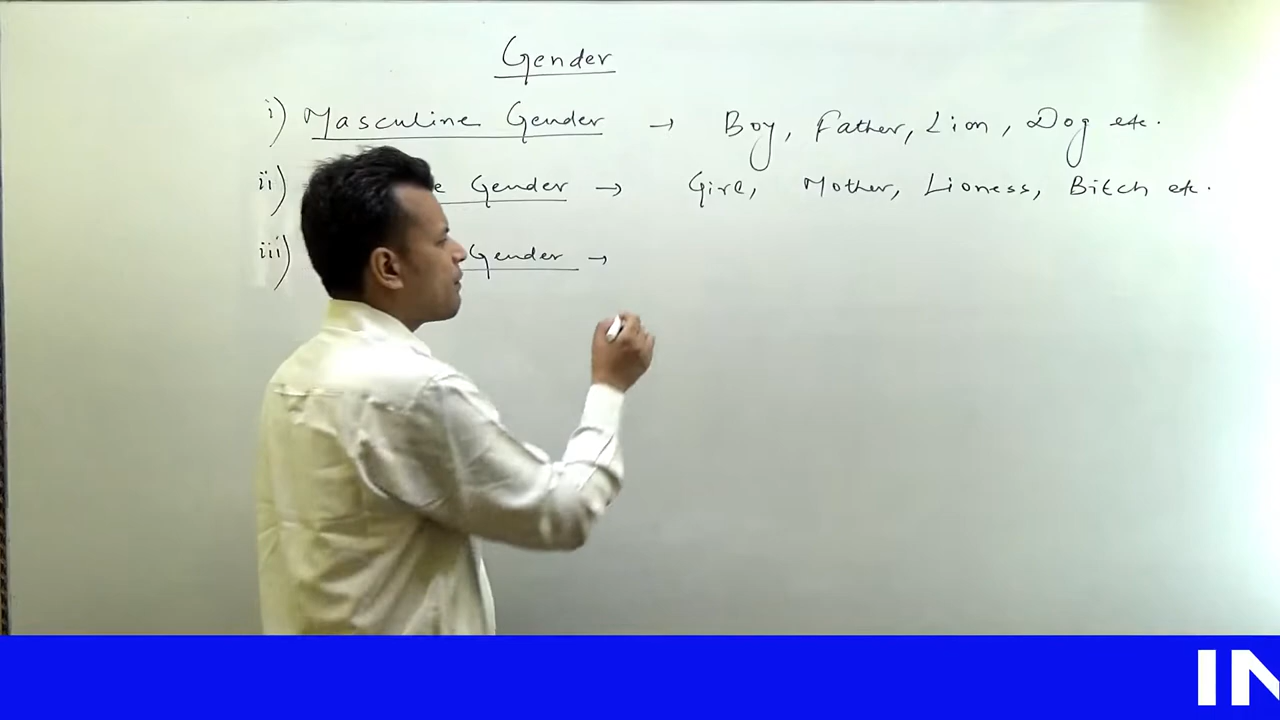 Gender
i) Masculine Gender → Boy, Father, Lion, Dog etc.
ii) e Gender → Girl, Mother, Lioness, Bitch etc.
iii) Gender →
IN